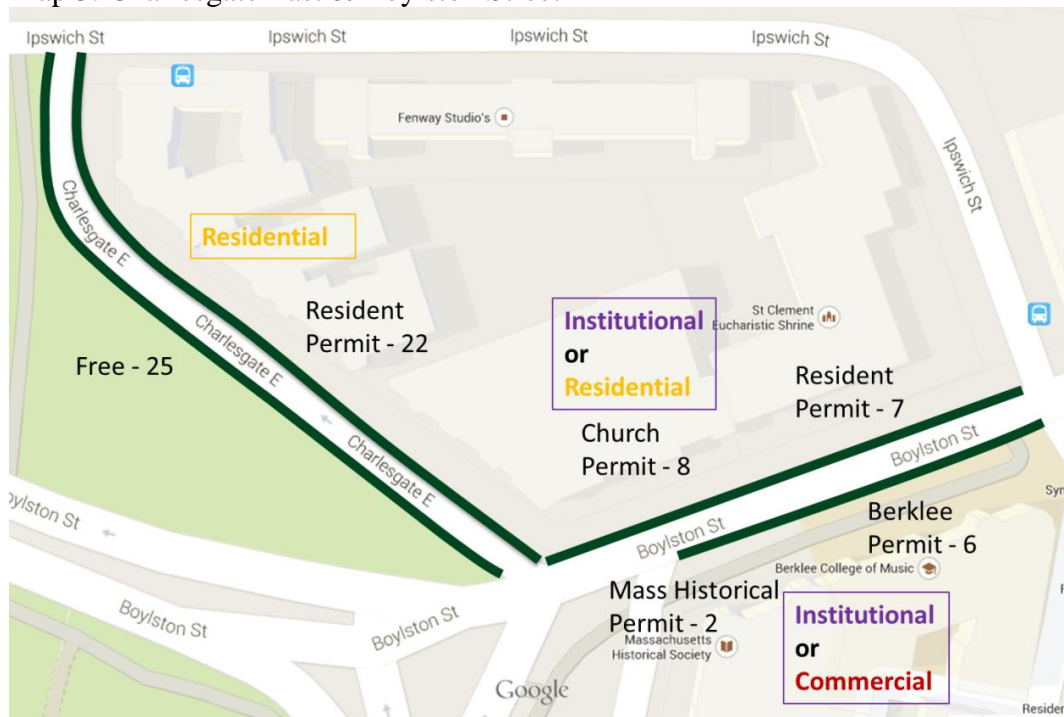 Ipswich St
Ipswich St
Ipswich St
Ipswich St
Fenway Studio's
Ipswich St
Charlesgate E
Residential
Resident
Permit - 22
Charlesgate E
Free - 25
Institutional
or
Residential
St Clement
Eucharistic Shrine
Resident
Permit - 7
Church
Permit - 8
Charlesgate E
Boylston St
Boylston St
Berklee
Permit - 6
Berklee College of Music
Boylston St
Boylston St
Mass Historical
Permit - 2
Massachusetts
Historical Society
Institutional
or
Commercial
Google